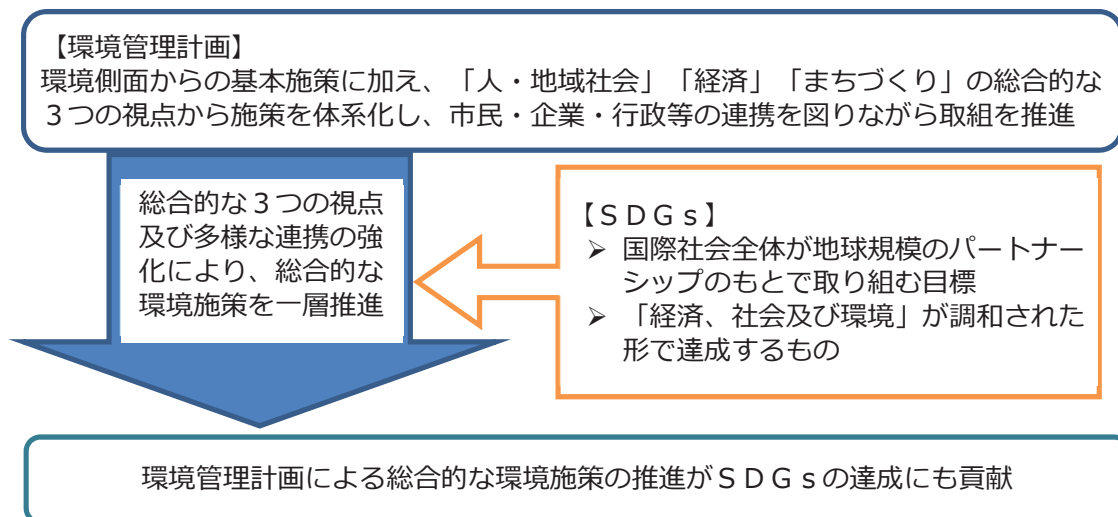 【環境管理計画】
環境側面からの基本施策に加え、「人・地域社会」「経済」「まちづくり」の総合的な
３つの視点から施策を体系化し、市民・企業・行政等の連携を図りながら取組を推進
総合的な３つの視点
及び多様な連携の強
化により、総合的な
環境施策を一層推進
【ＳＤＧｓ】
➢ 国際社会全体が地球規模のパートナー
シップのもとで取り組む目標
➢ 「経済、社会及び環境」が調和された
形で達成するもの
環境管理計画による総合的な環境施策の推進がＳＤＧｓの達成にも貢献